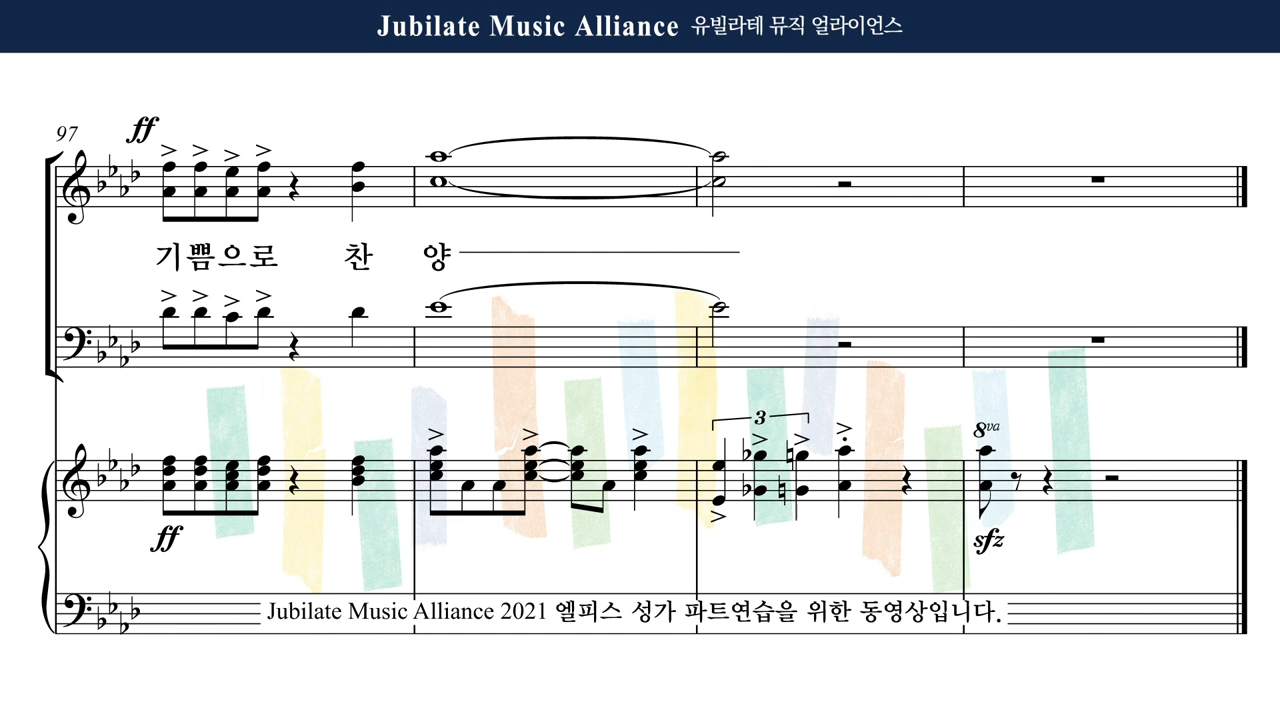 Jubilate Music Alliance 유빌라테 뮤직 얼라이언스
97
ff
기쁨으로 찬 양
3
8va
ff
sfz
Jubilate Music Alliance 2021 엘피스 성가 파트연습을 위한 동영상입니다.